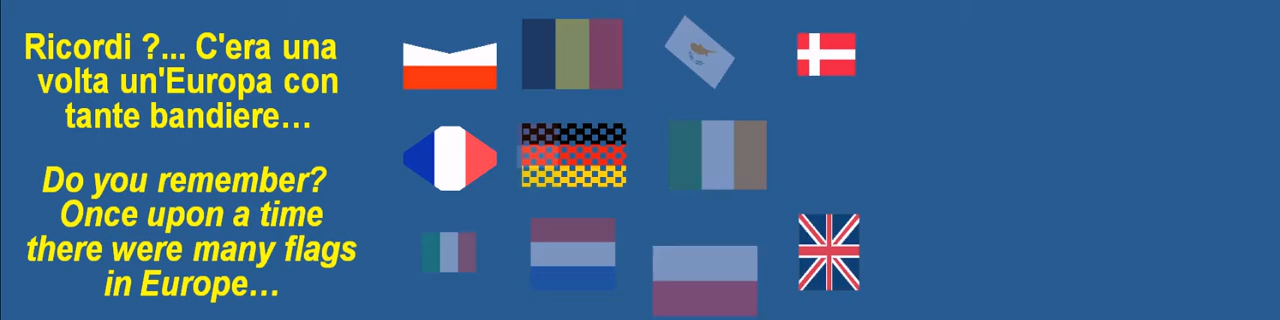 Ricordi ?... C'era una
volta un'Europa con
tante bandiere…
Do you remember?
Once upon a time
there were many flags
in Europe…